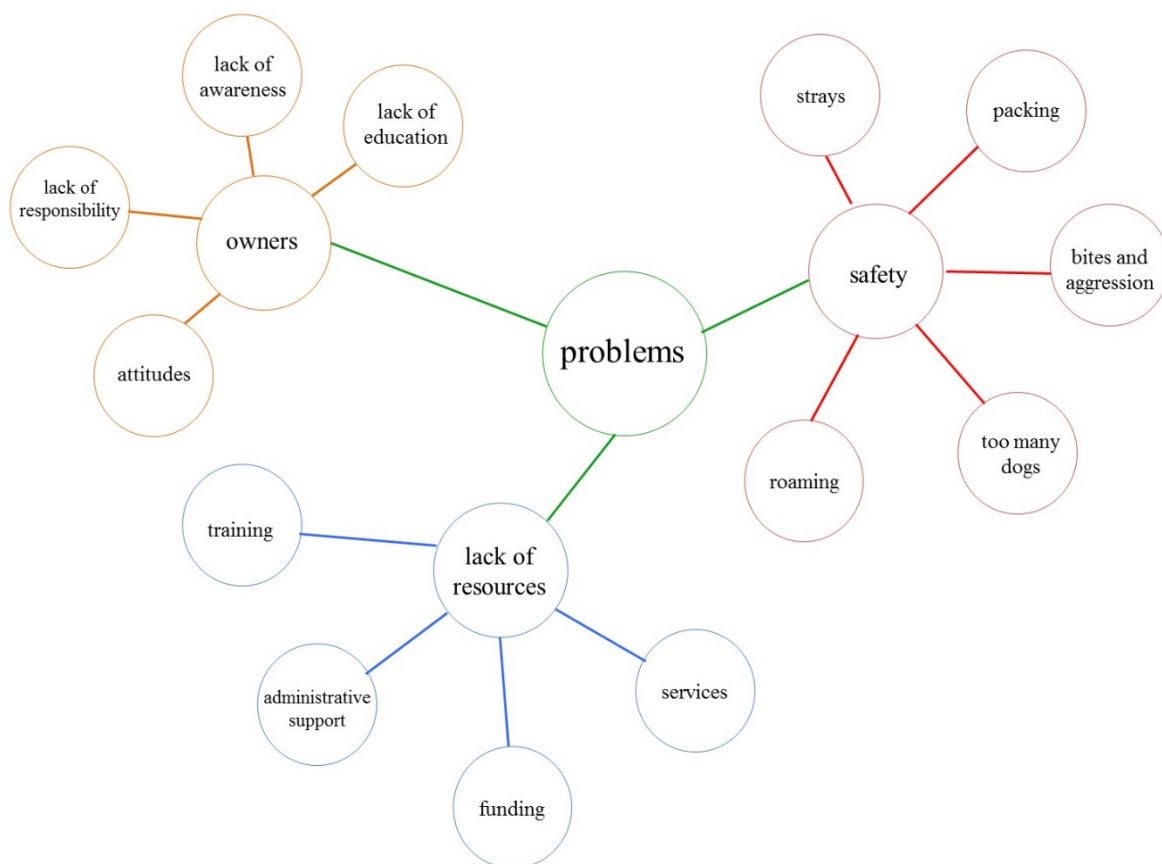 lack of
awareness
lack of
education
lack of
responsibility
owners
attitudes
problems
strays
packing
safety
bites and
aggression
roaming
too many
dogs
training
lack of
resources
administrative
support
services
funding